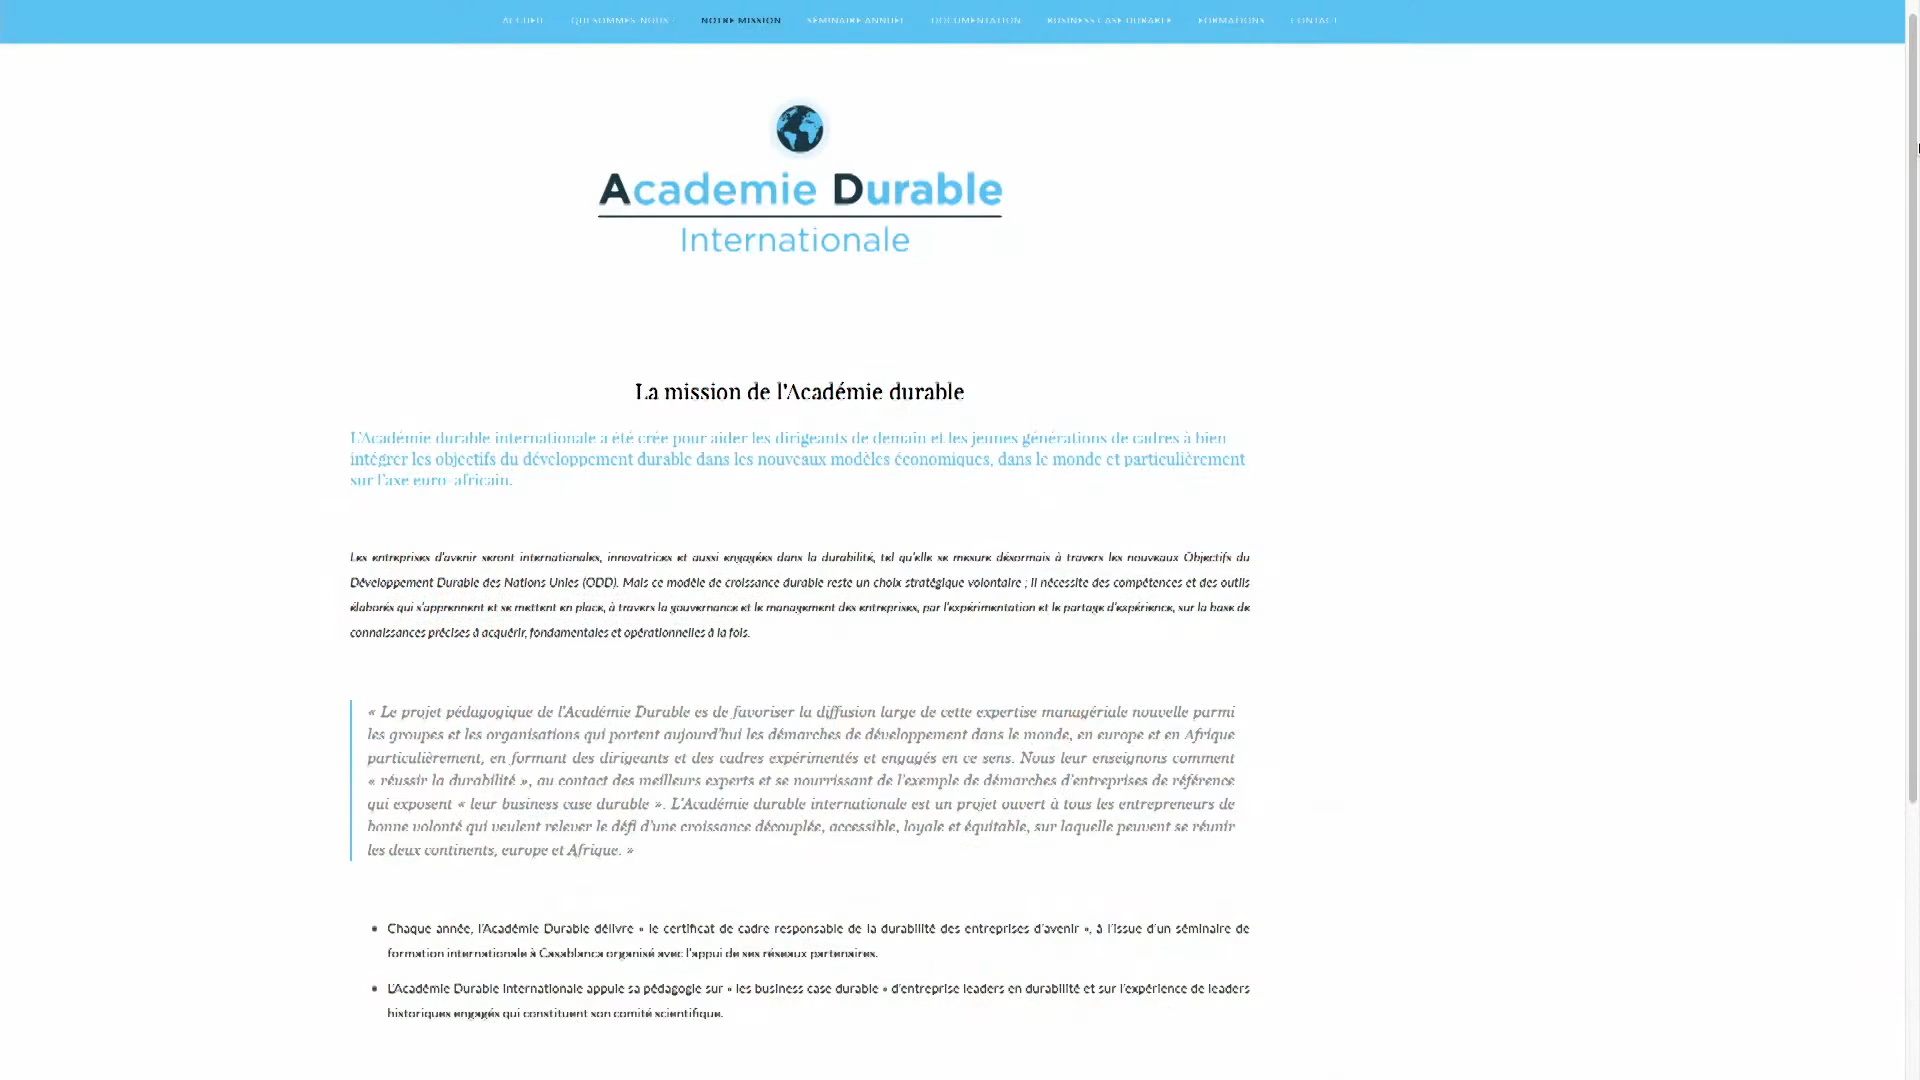 ACCUEIL QUI SOMMES-NOUS ? NOTRE MISSION SÉMINAIRE ANNUEL DOCUMENTATION BUSINESS CASE DURABLE FORMATIONS CONTACT
Academie Durable
Internationale
La mission de l'Académie durable
L'Académie durable internationale a été crée pour aider les dirigeants de demain et les jeunes générations de cadres à bien
intégrer les objectifs du développement durable dans les nouveaux modèles économiques, dans le monde et particulièrement
sur l'axe euro-africain.
Les entreprises d'avenir seront internationales, innovatrices et aussi engagées dans la durabilité, tel qu'elle se mesure désormais à travers les nouveaux Objectifs du
Développement Durable des Nations Unies (ODD). Mais ce modèle de croissance durable reste un choix stratégique volontaire ; il nécessite des compétences et des outils
élaborés qui s'apprennent et se mettent en place, à travers la gouvernance et le management des entreprises, par l'expérimentation et le partage d'expérience, sur la base de
connaissances précises à acquérir, fondamentales et opérationnelles à la fois.
« Le projet pédagogique de l'Académie Durable es de favoriser la diffusion large de cette expertise managériale nouvelle parmi
les groupes et les organisations qui portent aujourd'hui les démarches de développement dans le monde, en europe et en Afrique
particulièrement, en formant des dirigeants et des cadres expérimentés et engagés en ce sens. Nous leur enseignons comment
« réussir la durabilité », au contact des meilleurs experts et se nourrissant de l'exemple de démarches d'entreprises de référence
qui exposent « leur business case durable ». L'Académie durable internationale est un projet ouvert à tous les entrepreneurs de
bonne volonté qui veulent relever le défi d'une croissance découplée, accessible, loyale et équitable, sur laquelle peuvent se réunir
les deux continents, europe et Afrique. »
• Chaque année, l'Académie Durable délivre « le certificat de cadre responsable de la durabilité des entreprises d'avenir », à l'issue d'un séminaire de
formation internationale à Casablanca organisé avec l'appui de ses réseaux partenaires.
• L'Académie Durable Internationale appuie sa pédagogie sur « les business case durable » d'entreprise leaders en durabilité et sur l'expérience de leaders
historiques engagés qui constituent son comité scientifique.